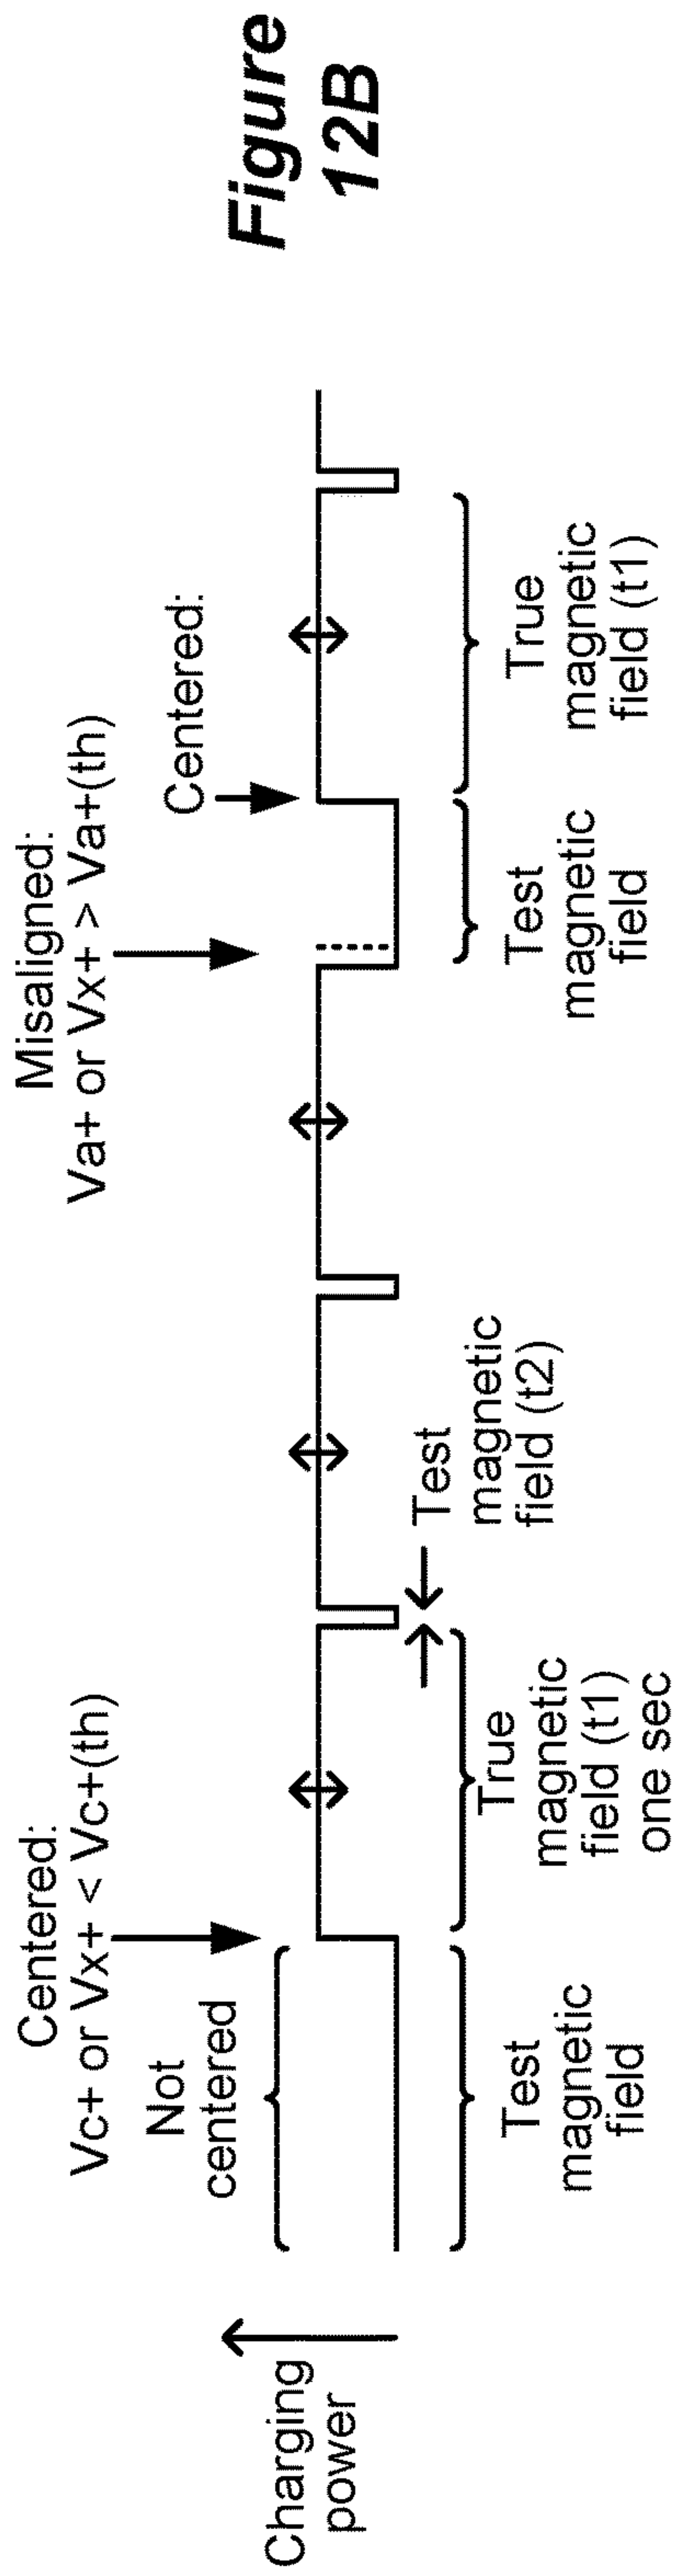 Charging
power
Centered:
Vc+ or Vx+ < Vc+(th)
Not
centered
Test
magnetic
field
True
magnetic
field (t1)
one sec
Test
magnetic
field (t2)
Misaligned:
Va+ or Vx+ > Va+(th)
Centered:
Test
magnetic
field
True
magnetic
field (t1)
Figure
12B